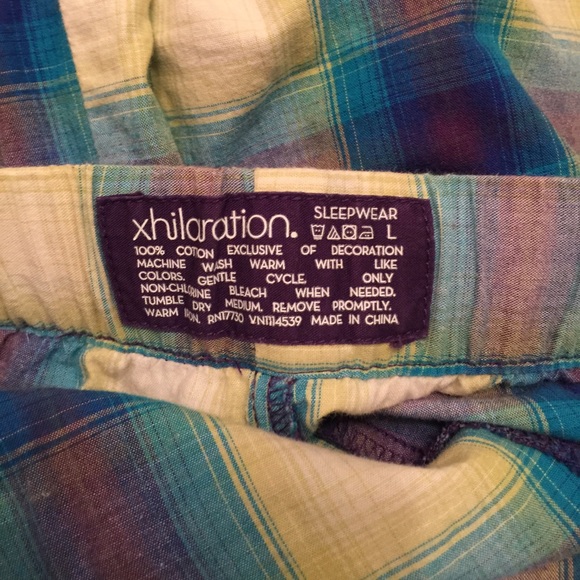 xhilaration.
SLEEPWEAR
L
100% COTTON EXCLUSIVE OF DECORATION
MACHINE WASH WARM WITH LIKE
COLORS. GENTLE CYCLE. ONLY
NON-CHLORINE BLEACH WHEN NEEDED.
TUMBLE DRY MEDIUM. REMOVE PROMPTLY.
WARM IRON. RN17730 VN1114539 MADE IN CHINA